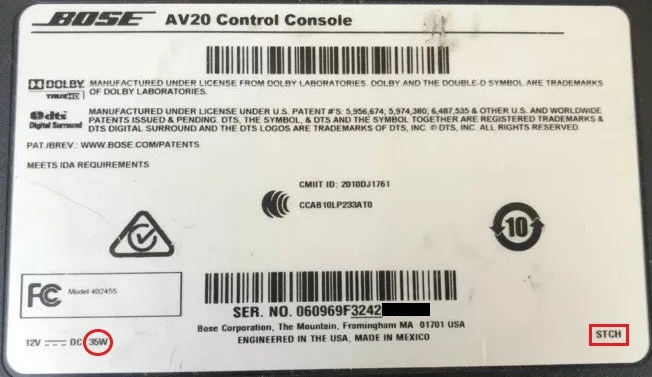 BOSE AV20 Control Console
DOLBY TRUEHD
MANUFACTURED UNDER LICENSE FROM DOLBY LABORATORIES. DOLBY AND THE DOUBLE-D SYMBOL ARE TRADEMARKS
OF DOLBY LABORATORIES.
dts Digital Surround
MANUFACTURED UNDER LICENSE UNDER U.S. PATENT #'S: 5,956,674; 5,974,380; 6,487,535 & OTHER U.S. AND WORLDWIDE
PATENTS ISSUED & PENDING. DTS, THE SYMBOL, & DTS AND THE SYMBOL TOGETHER ARE REGISTERED TRADEMARKS &
DTS DIGITAL SURROUND AND THE DTS LOGOS ARE TRADEMARKS OF DTS, INC. © DTS, INC. ALL RIGHTS RESERVED.
PAT./BREV.: WWW.BOSE.COM/PATENTS
MEETS IDA REQUIREMENTS
CMIIT ID: 2010DJ1761
CCAB10LP233AT0
10
FC Model 402455
SER. NO. 060969F3242
Bose Corporation, The Mountain, Framingham MA 01701 USA
ENGINEERED IN THE USA, MADE IN MEXICO
12V DC 35W
STCH